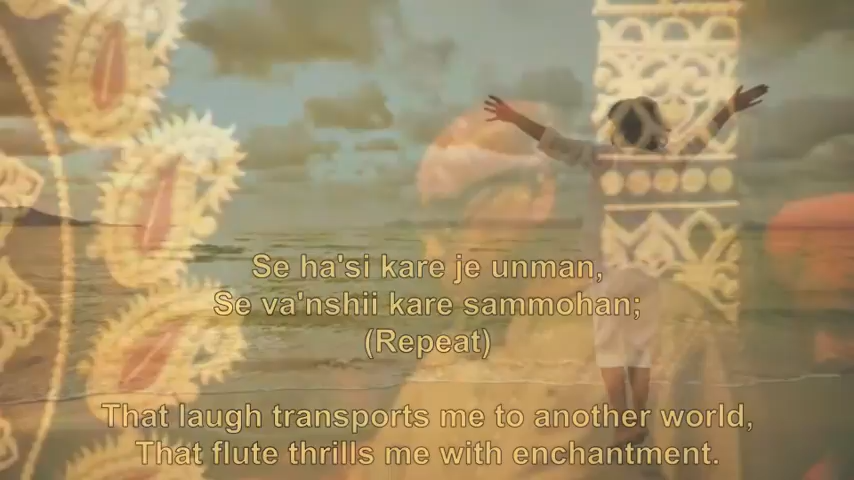 Se ha'si kare je unman,
Se va'nshii kare sammohan;
(Repeat)
That laugh transports me to another world,
That flute thrills me with enchantment.